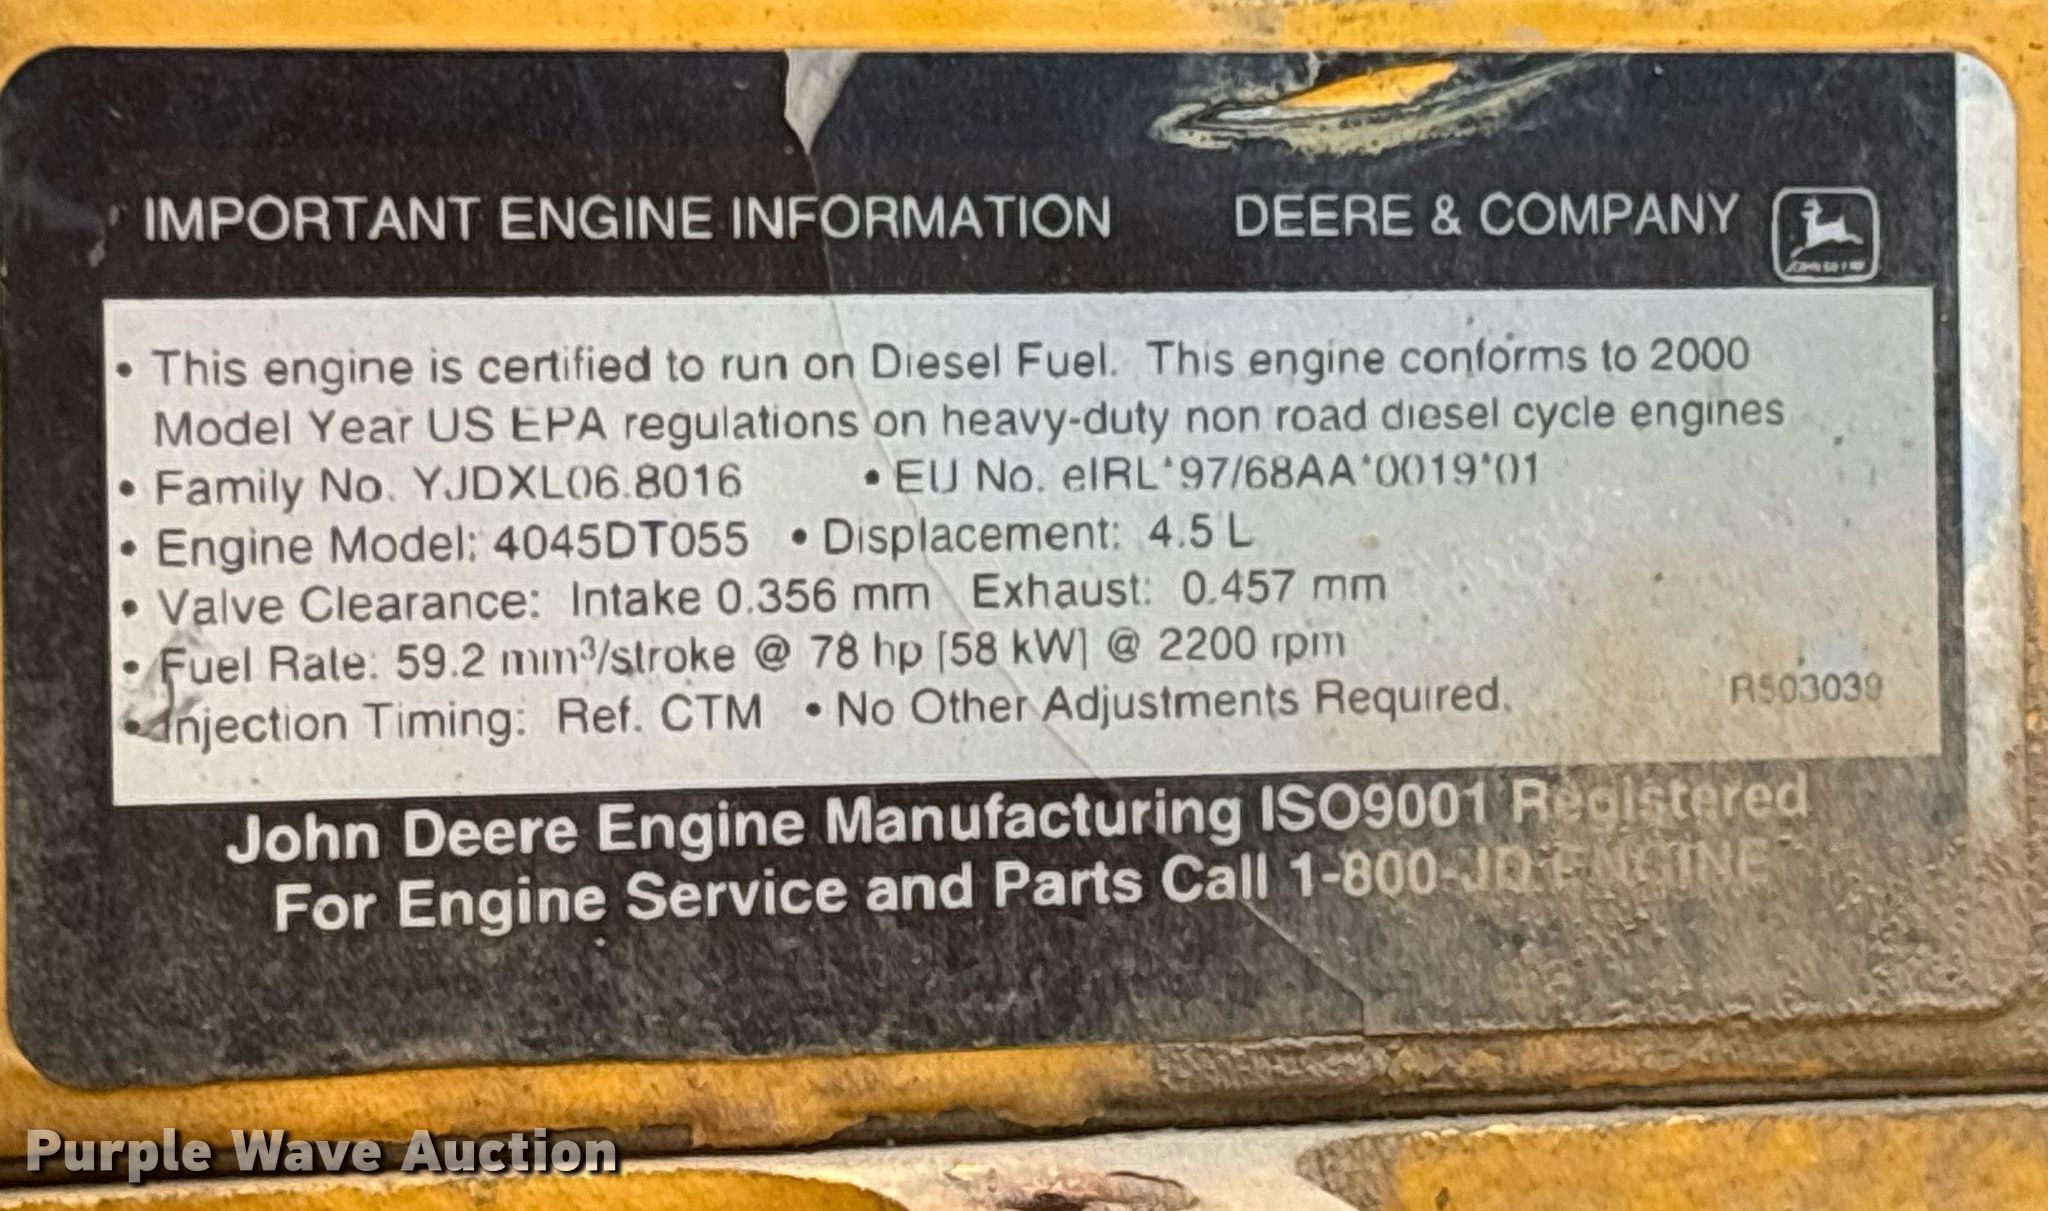 IMPORTANT ENGINE INFORMATION DEERE & COMPANY
• This engine is certified to run on Diesel Fuel. This engine conforms to 2000
Model Year US EPA regulations on heavy-duty non road diesel cycle engines
• Family No. YJDXL06.8016 • EU No. eIRL*97/68AA*0019*01
• Engine Model: 4045DT055 • Displacement: 4.5 L
• Valve Clearance: Intake 0.356 mm Exhaust: 0.457 mm
• Fuel Rate: 59.2 mm³/stroke @ 78 hp [58 kW] @ 2200 rpm
• Injection Timing: Ref. CTM • No Other Adjustments Required.
R503039
John Deere Engine Manufacturing ISO9001 Registered
For Engine Service and Parts Call 1-800-JD ENGINE
Purple Wave Auction